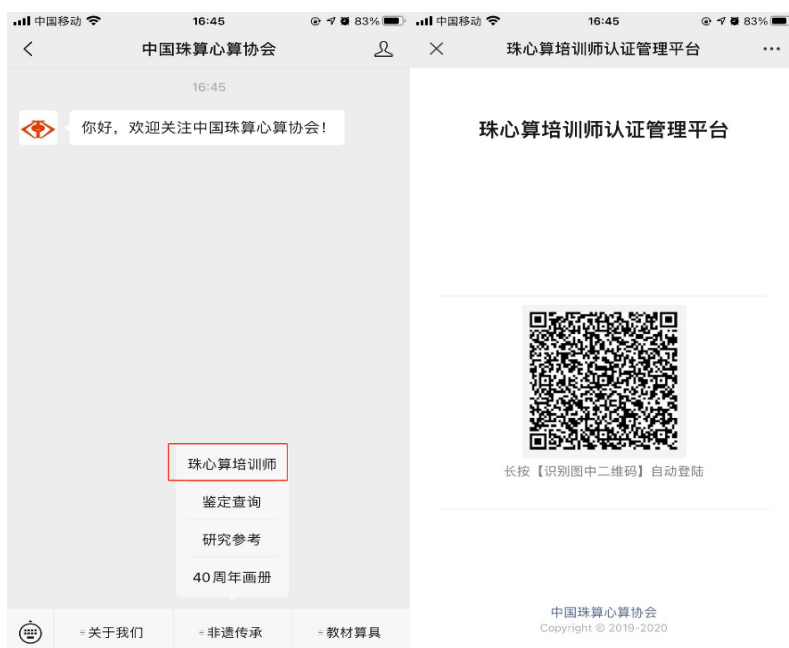 中国移动 16:45 83%
中国珠算心算协会
16:45
你好，欢迎关注中国珠算心算协会！
珠心算培训师
鉴定查询
研究参考
40周年画册
≡关于我们 ≡非遗传承 ≡教材算具
中国移动 16:45 83%
珠心算培训师认证管理平台
珠心算培训师认证管理平台
长按【识别图中二维码】自动登陆
中国珠算心算协会
Copyright © 2019-2020